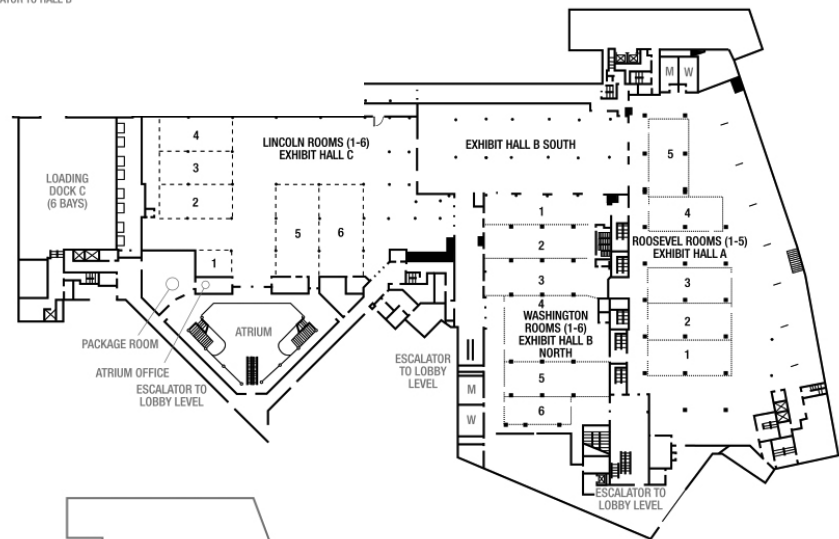 ATOR TO HALL B
M W
4
LINCOLN ROOMS (1-6)
EXHIBIT HALL C
EXHIBIT HALL B SOUTH
5
3
LOADING
DOCK C
(6 BAYS)
2
1
4
5
6
2
ROOSEVEL ROOMS (1-5)
EXHIBIT HALL A
1
3
3
4
WASHINGTON
ROOMS (1-6)
EXHIBIT HALL B
NORTH
2
ATRIUM
PACKAGE ROOM
ATRIUM OFFICE
ESCALATOR TO
LOBBY LEVEL
ESCALATOR
TO LOBBY
LEVEL
1
5
M
6
W
ESCALATOR TO
LOBBY LEVEL